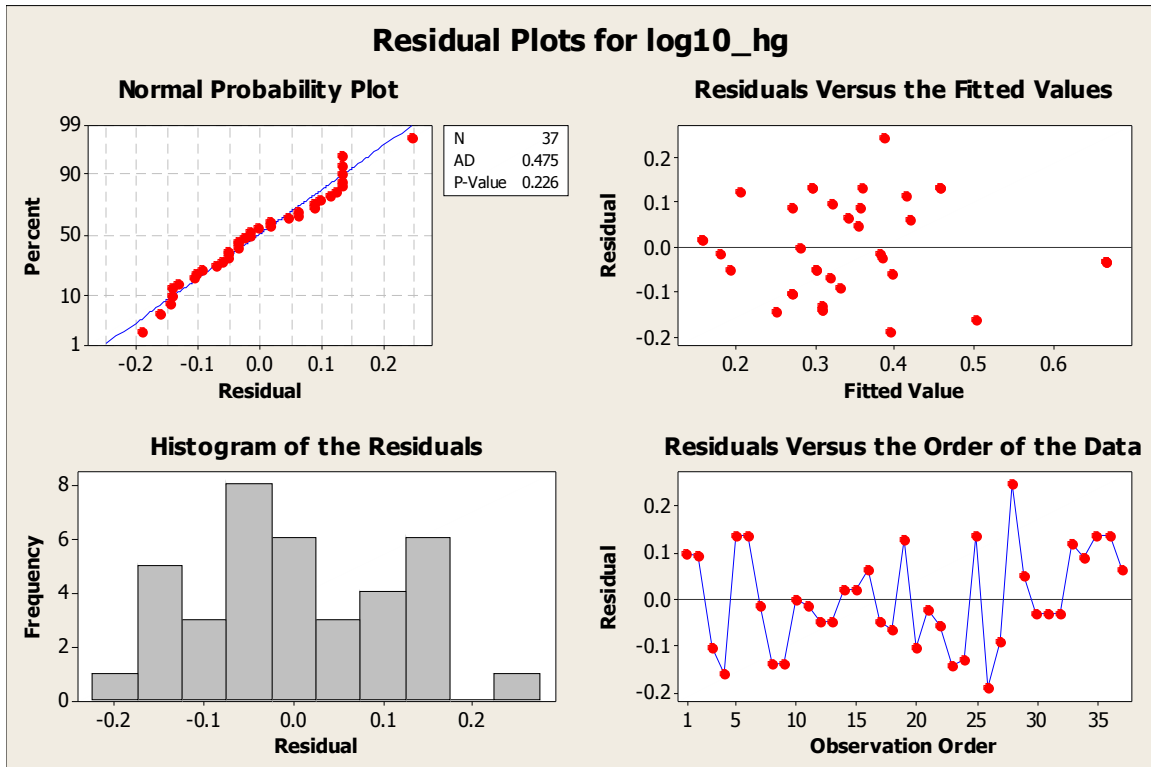 Residual Plots for log10_hg
Normal Probability Plot
99
90
50
10
1
Percent
-0.2 -0.1 0.0 0.1 0.2
Residual
N 37
AD 0.475
P-Value 0.226
Residuals Versus the Fitted Values
0.2
0.1
0.0
-0.1
-0.2
Residual
0.2 0.3 0.4 0.5 0.6
Fitted Value
Histogram of the Residuals
8
6
4
2
0
Frequency
-0.2 -0.1 0.0 0.1 0.2
Residual
Residuals Versus the Order of the Data
0.2
0.1
0.0
-0.1
-0.2
Residual
1 5 10 15 20 25 30 35
Observation Order